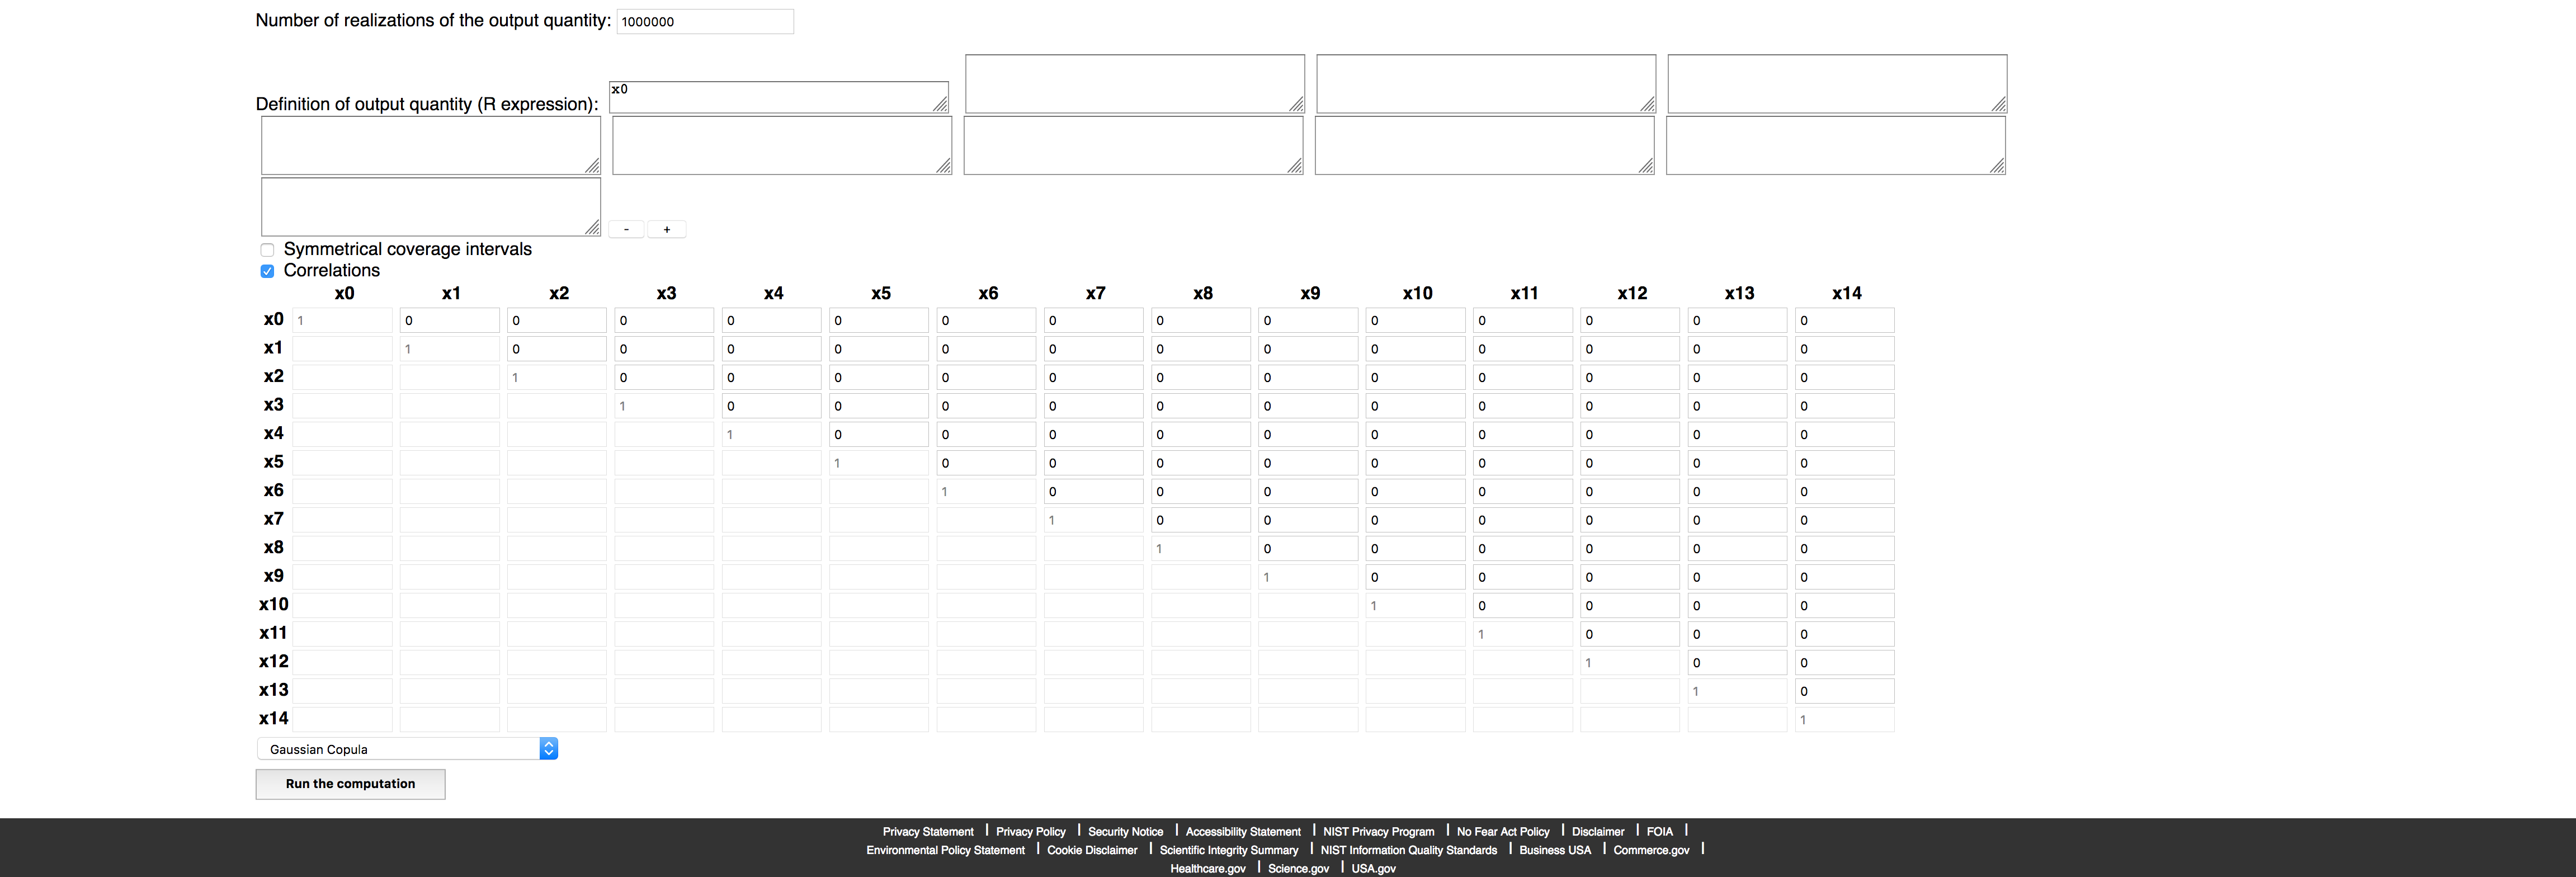 Number of realizations of the output quantity: 1000000
Definition of output quantity (R expression): x0
- +
Symmetrical coverage intervals
Correlations
x0 x1 x2 x3 x4 x5 x6 x7 x8 x9 x10 x11 x12 x13 x14
x0 1 0 0 0 0 0 0 0 0 0 0 0 0 0 0
x1 1 0 0 0 0 0 0 0 0 0 0 0 0 0
x2 1 0 0 0 0 0 0 0 0 0 0 0 0
x3 1 0 0 0 0 0 0 0 0 0 0 0
x4 1 0 0 0 0 0 0 0 0 0 0
x5 1 0 0 0 0 0 0 0 0 0
x6 1 0 0 0 0 0 0 0 0
x7 1 0 0 0 0 0 0 0
x8 1 0 0 0 0 0 0
x9 1 0 0 0 0 0
x10 1 0 0 0 0
x11 1 0 0 0
x12 1 0 0
x13 1 0
x14 1
Gaussian Copula
Run the computation
Privacy Statement | Privacy Policy | Security Notice | Accessibility Statement | NIST Privacy Program | No Fear Act Policy | Disclaimer | FOIA |
Environmental Policy Statement | Cookie Disclaimer | Scientific Integrity Summary | NIST Information Quality Standards | Business USA | Commerce.gov |
Healthcare.gov | Science.gov | USA.gov